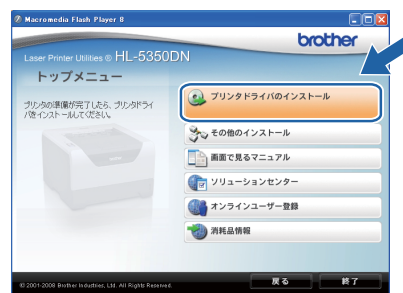 Macromedia Flash Player 8
brother
Laser Printer Utilities ® HL-5350DN
トップメニュー
プリンタの準備が完了したら、プリンタドライ
バをインストールしてください。
プリンタドライバのインストール
その他のインストール
画面で見るマニュアル
ソリューションセンター
オンラインユーザー登録
消耗品情報
© 2001-2008 Brother Industries, Ltd. All Rights Reserved.
戻る
終了